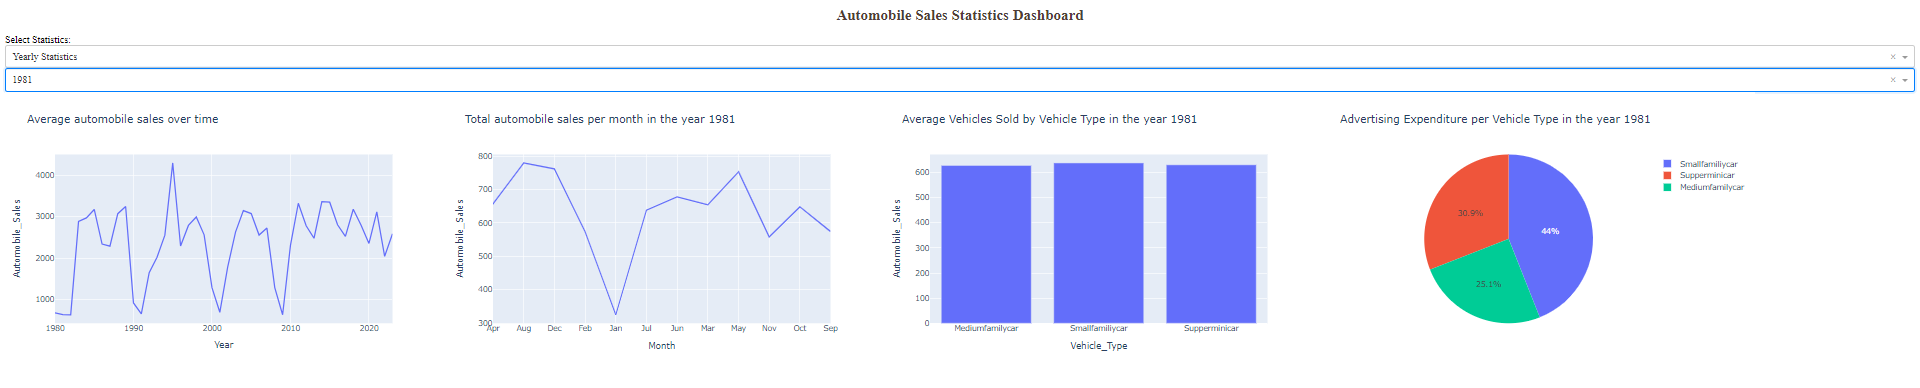 Automobile Sales Statistics Dashboard
Select Statistics:
Yearly Statistics
×
1981
×
Average automobile sales over time
4000
3000
2000
1000
Automobile_Sales
1980
1990
2000
2010
2020
Year
Total automobile sales per month in the year 1981
800
700
600
500
400
300
Automobile_Sales
Apr
Aug
Dec
Feb
Jan
Jul
Jun
Mar
May
Nov
Oct
Sep
Month
Average Vehicles Sold by Vehicle Type in the year 1981
600
500
400
300
200
100
0
Automobile_Sales
Mediumfamilycar
Smallfamiliycar
Supperminicar
Vehicle_Type
Advertising Expenditure per Vehicle Type in the year 1981
30.9%
44%
25.1%
Smallfamiliycar
Supperminicar
Mediumfamilycar